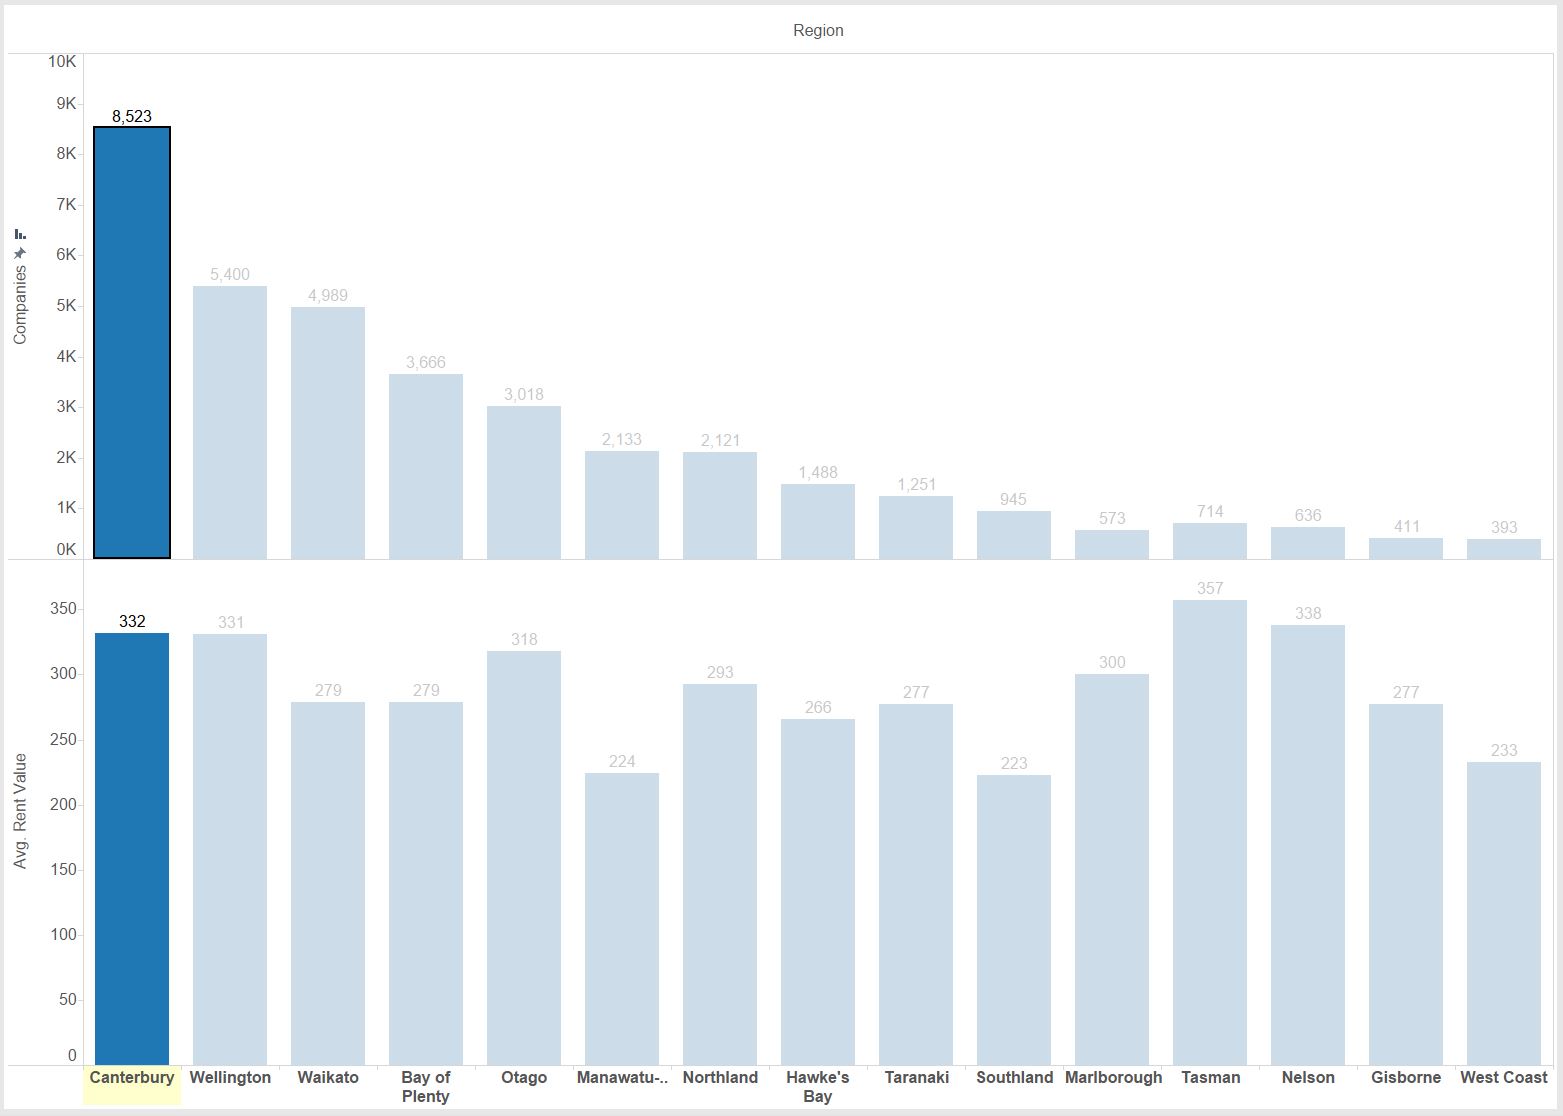 Region
10K
9K
8K
7K
6K
5K
4K
3K
2K
1K
0K
Companies
8,523
5,400
4,989
3,666
3,018
2,133
2,121
1,488
1,251
945
573
714
636
411
393
350
300
250
200
150
100
50
0
Avg. Rent Value
332
331
279
279
318
224
293
266
277
223
300
357
338
277
233
Canterbury
Wellington
Waikato
Bay of
Plenty
Otago
Manawatu-..
Northland
Hawke's
Bay
Taranaki
Southland
Marlborough
Tasman
Nelson
Gisborne
West Coast